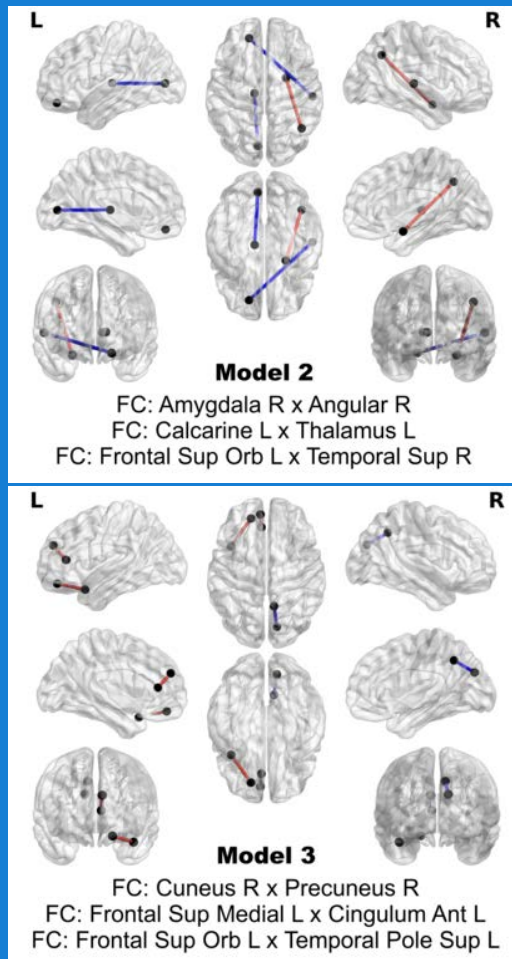 L
R
Model 2
FC: Amygdala R x Angular R
FC: Calcarine L x Thalamus L
FC: Frontal Sup Orb L x Temporal Sup R
L
R
Model 3
FC: Cuneus R x Precuneus R
FC: Frontal Sup Medial L x Cingulum Ant L
FC: Frontal Sup Orb L x Temporal Pole Sup L